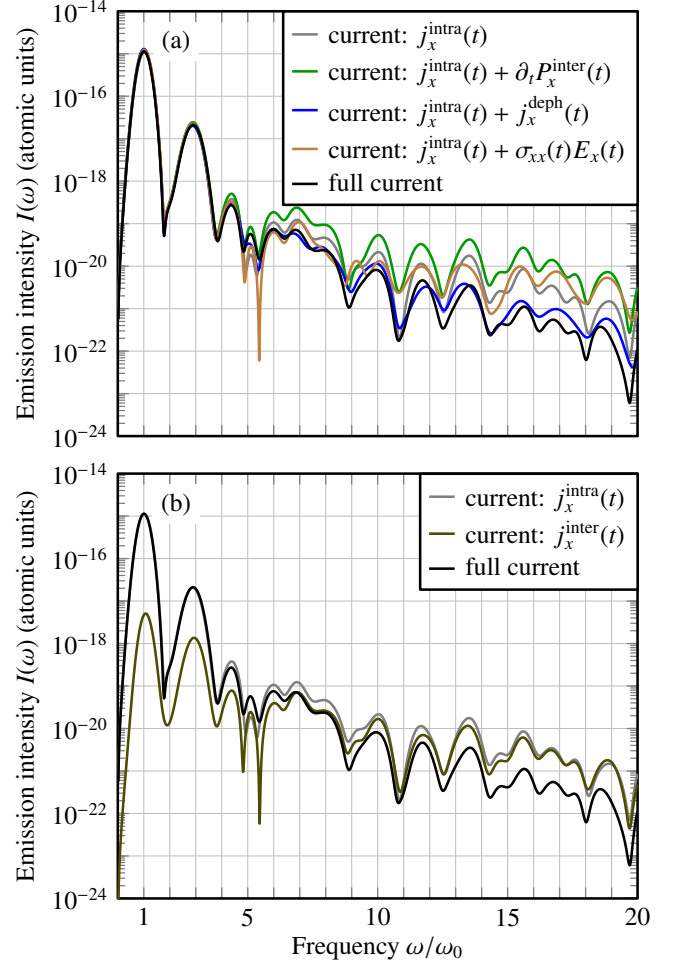 10^{-14}
(a)
current: j_x^{intra}(t)
current: j_x^{intra}(t) + ∂_t P_x^{inter}(t)
current: j_x^{intra}(t) + j_x^{deph}(t)
current: j_x^{intra}(t) + σ_{xx}(t)E_x(t)
full current
10^{-16}
10^{-18}
10^{-20}
10^{-22}
10^{-24}
Emission intensity I(ω) (atomic units)
10^{-14}
(b)
current: j_x^{intra}(t)
current: j_x^{inter}(t)
full current
10^{-16}
10^{-18}
10^{-20}
10^{-22}
10^{-24}
Emission intensity I(ω) (atomic units)
1 5 10 15 20
Frequency ω/ω_0